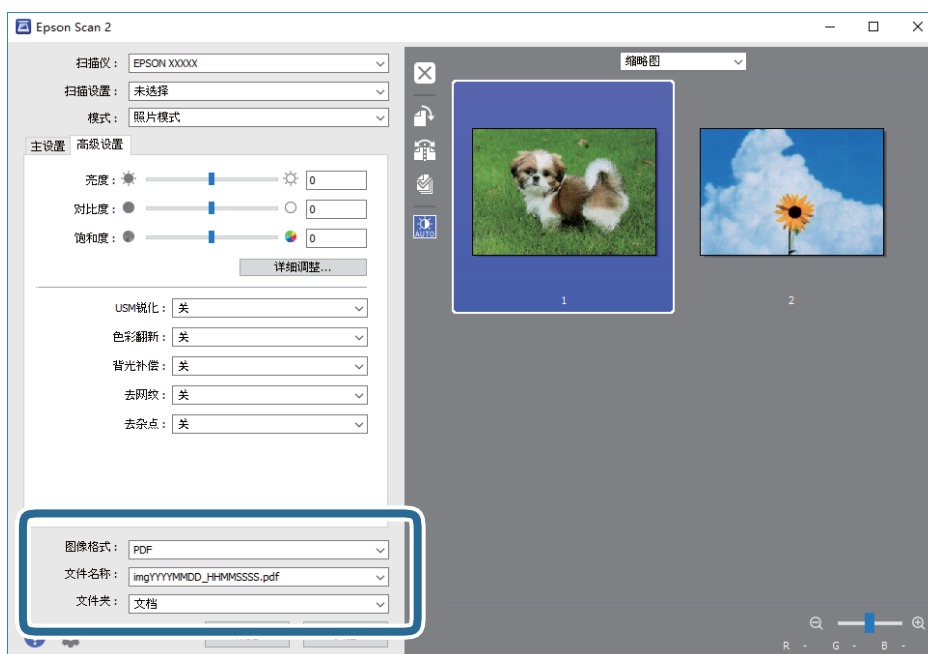 Epson Scan 2
扫描仪： EPSON XXXXX
扫描设置： 未选择
模式： 照片模式
主设置 高级设置
亮度： 0
对比度： 0
饱和度： 0
详细调整...
USM锐化： 关
色彩翻新： 关
背光补偿： 关
去网纹： 关
去杂点： 关
图像格式： PDF
文件名称： imgYYYYMMDD_HHMMSSSS.pdf
文件夹： 文档
缩略图
AUTO
1 2
R - G - B -